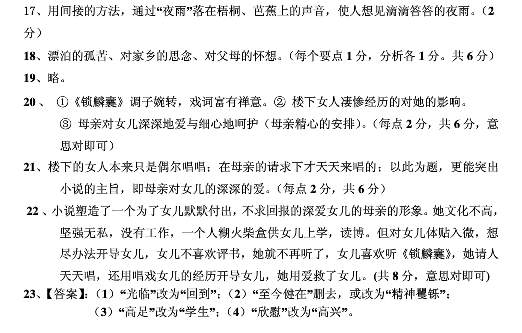 17、用间接的方法，通过“夜雨”落在梧桐、芭蕉上的声音，使人想见滴滴答答的夜雨。（2
分）
18、漂泊的孤苦、对家乡的思念、对父母的怀想。（每个要点 1 分，分析各 1 分。共 6 分）
19、略。
20 、 ①《锁麟囊》调子婉转，戏词富有禅意。② 楼下女人凄惨经历的对她的影响。
③ 母亲对女儿深深地爱与细心地呵护（母亲精心的安排）。（每点 2 分，共 6 分，意
思对即可）
21、楼下的女人本来只是偶尔唱唱；在母亲的请求下才天天来唱的；以此为题，更能突出
小说的主旨，即母亲对女儿的深深的爱。（每点 2 分，共 6 分）
22 、小说塑造了一个为了女儿默默付出，不求回报的深爱女儿的母亲的形象。她文化不高，
坚强无私，没有工作，一个人糊火柴盒供女儿上学，读博。但对女儿体贴入微，想
尽办法开导女儿，女儿不喜欢评书，她就不再听了，女儿喜欢听《锁麟囊》，她请人
天天唱，还用唱戏女儿的经历开导女儿，她用爱救了女儿。(共 8 分，意思对即可)
23、【答案】：（1）“光临”改为“回到”；（2）“至今健在”删去，或改为“精神矍铄”；
（3）“高足”改为“学生”；（4）“欣慰”改为“高兴”。